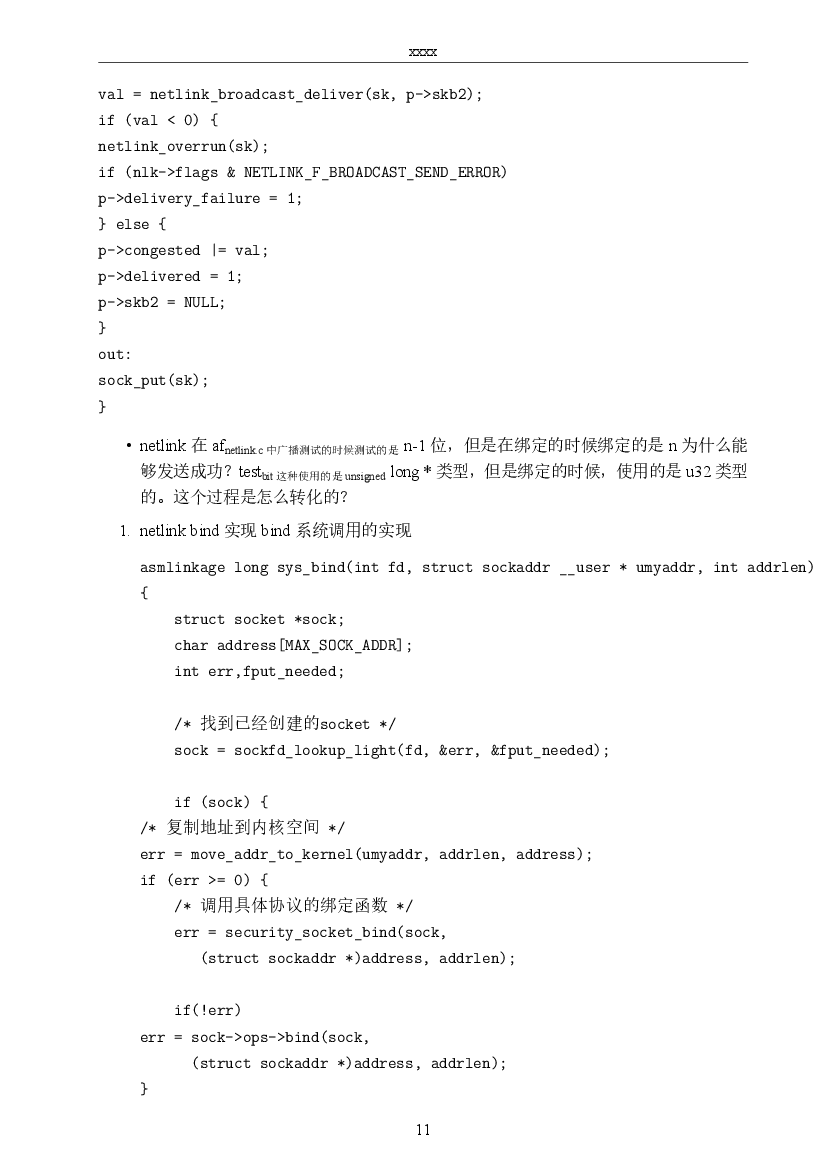 xxxx
val = netlink_broadcast_deliver(sk, p->skb2);
if (val < 0) {
netlink_overrun(sk);
if (nlk->flags & NETLINK_F_BROADCAST_SEND_ERROR)
p->delivery_failure = 1;
} else {
p->congested |= val;
p->delivered = 1;
p->skb2 = NULL;
}
out:
sock_put(sk);
}
• netlink 在 afnetlink.c 中广播测试的时候测试的是 n-1 位，但是在绑定的时候绑定的是 n 为什么能
够发送成功？testbit 这种使用的是unsigned long * 类型，但是绑定的时候，使用的是 u32 类型
的。这个过程是怎么转化的？
1. netlink bind 实现 bind 系统调用的实现
asmlinkage long sys_bind(int fd, struct sockaddr __user * umyaddr, int addrlen)
{
struct socket *sock;
char address[MAX_SOCK_ADDR];
int err,fput_needed;
/* 找到已经创建的socket */
sock = sockfd_lookup_light(fd, &err, &fput_needed);
if (sock) {
/* 复制地址到内核空间 */
err = move_addr_to_kernel(umyaddr, addrlen, address);
if (err >= 0) {
/* 调用具体协议的绑定函数 */
err = security_socket_bind(sock,
(struct sockaddr *)address, addrlen);
if(!err)
err = sock->ops->bind(sock,
(struct sockaddr *)address, addrlen);
}
11